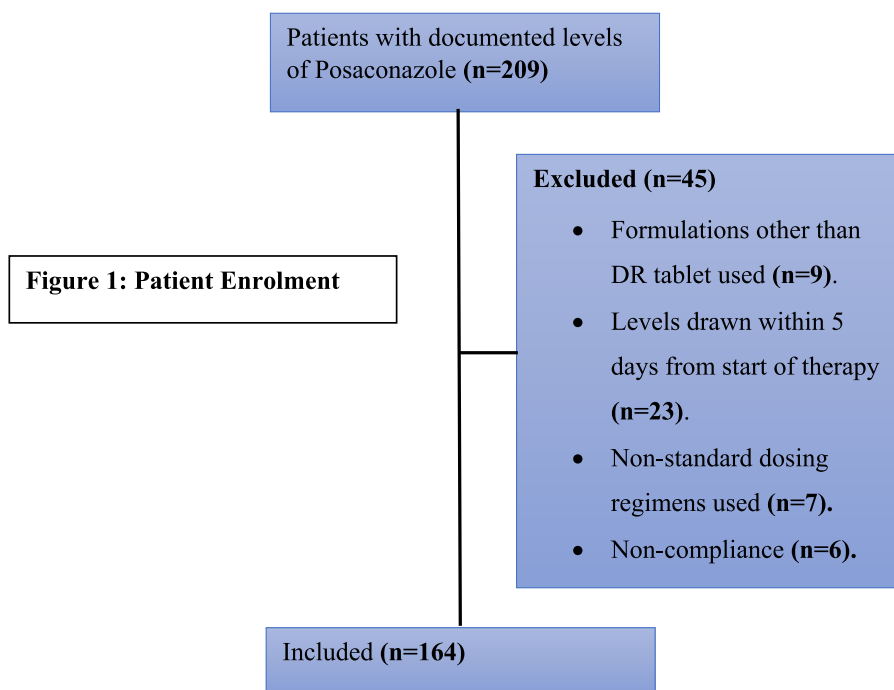 Patients with documented levels
of Posaconazole (n=209)
Excluded (n=45)
• Formulations other than
DR tablet used (n=9).
• Levels drawn within 5
days from start of therapy
(n=23).
• Non-standard dosing
regimens used (n=7).
• Non-compliance (n=6).
Figure 1: Patient Enrolment
Included (n=164)